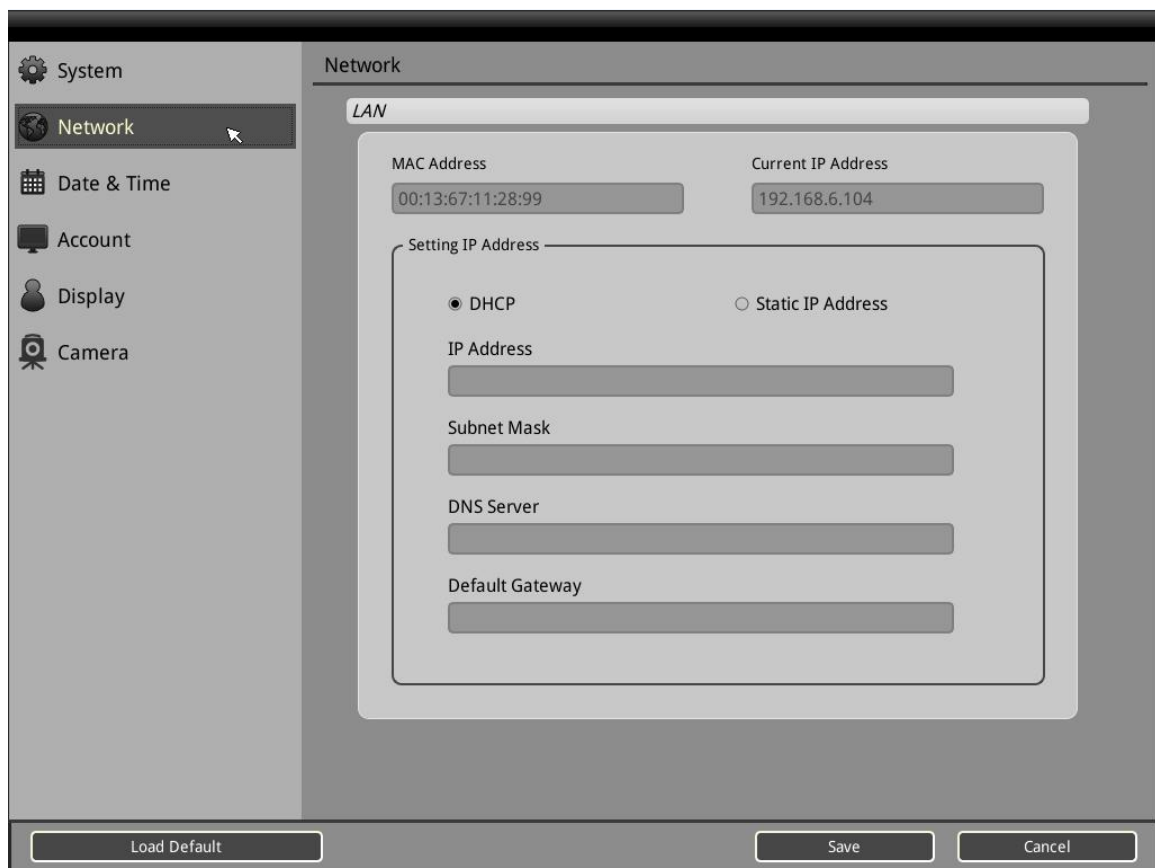 System
Network
Date & Time
Account
Display
Camera
Network
LAN
MAC Address
Current IP Address
00:13:67:11:28:99
192.168.6.104
Setting IP Address
DHCP
Static IP Address
IP Address
Subnet Mask
DNS Server
Default Gateway
Load Default
Save
Cancel